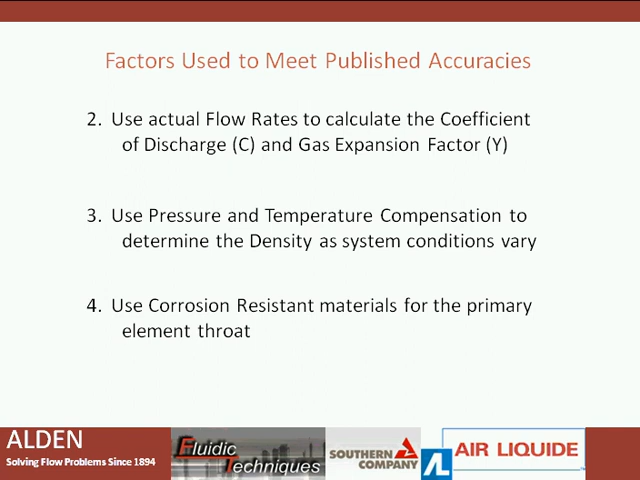 Factors Used to Meet Published Accuracies
2. Use actual Flow Rates to calculate the Coefficient
of Discharge (C) and Gas Expansion Factor (Y)
3. Use Pressure and Temperature Compensation to
determine the Density as system conditions vary
4. Use Corrosion Resistant materials for the primary
element throat
ALDEN
Solving Flow Problems Since 1894
Fluidic
Techniques
SOUTHERN
COMPANY
AL
AIR LIQUIDE